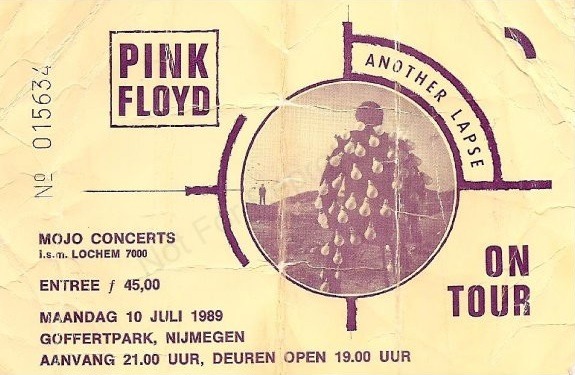 Nº 015634
PINK
FLOYD
ANOTHER LAPSE
MOJO CONCERTS
i.s.m. LOCHEM 7000
ENTREE ƒ 45,00
MAANDAG 10 JULI 1989
GOFFERTPARK, NIJMEGEN
AANVANG 21.00 UUR, DEUREN OPEN 19.00 UUR
ON
TOUR